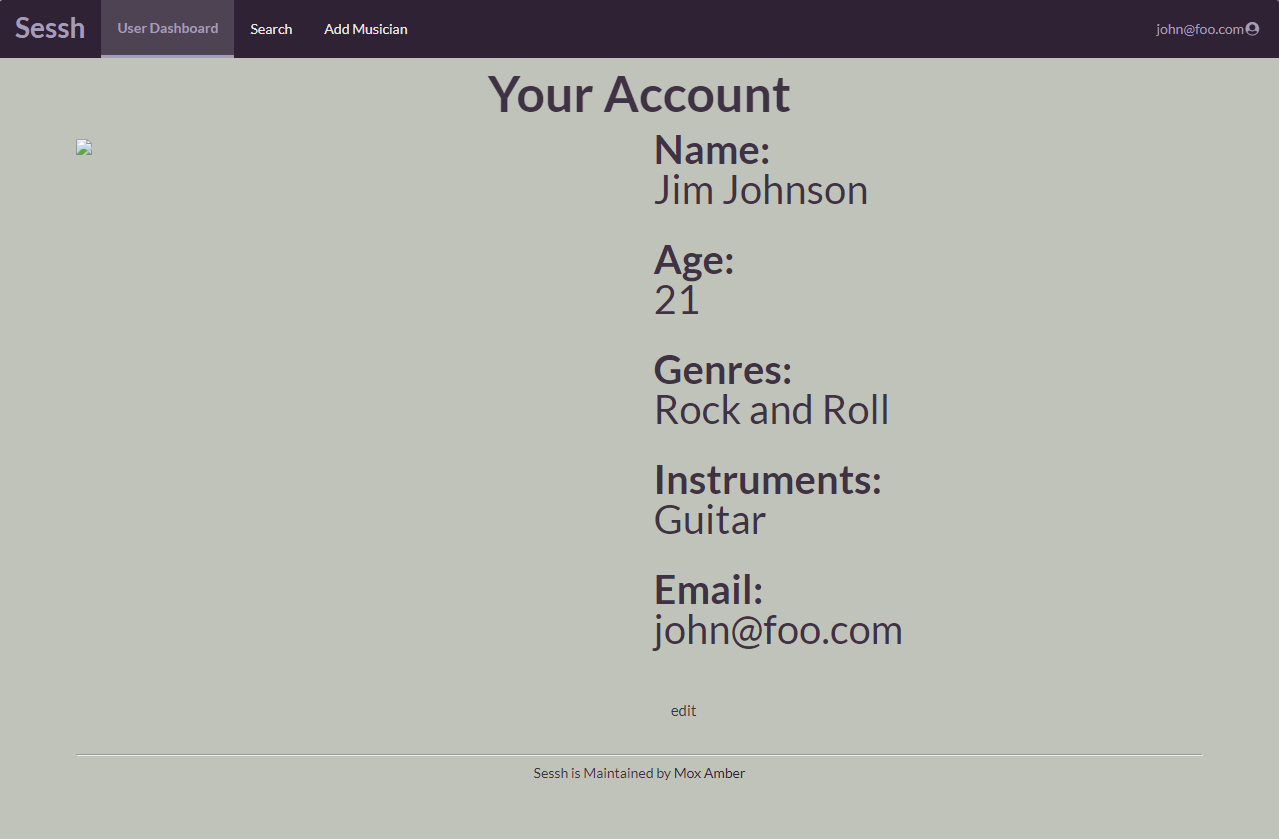 Sessh
User Dashboard
Search
Add Musician
john@foo.com
Your Account
Name:
Jim Johnson
Age:
21
Genres:
Rock and Roll
Instruments:
Guitar
Email:
john@foo.com
edit
Sessh is Maintained by Mox Amber